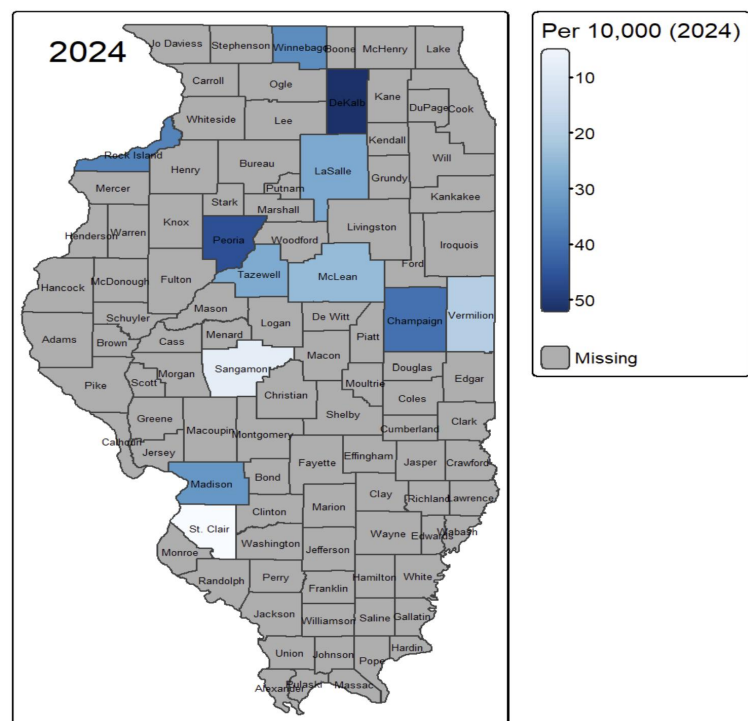 2024
Jo Daviess Stephenson Winnebago Boone McHenry Lake
Carroll Ogle DeKalb Kane DuPage Cook
Whiteside Lee Kendall Will
Rock Island Henry Bureau LaSalle Grundy
Mercer Putnam Kankakee
Stark Marshall
Henderson Warren Knox Peoria Woodford Livingston Iroquois
Ford
Hancock McDonough Fulton Tazewell McLean
Mason
Schuyler Logan De Witt Champaign Vermilion
Adams Brown Cass Menard Piatt
Macon
Pike Scott Morgan Sangamon Moultrie Douglas Edgar
Christian Coles
Greene Macoupin Montgomery Shelby Cumberland Clark
Calhoun Jersey
Fayette Effingham Jasper Crawford
Madison Bond Clay Richland Lawrence
St. Clair Clinton Marion
Monroe Washington Jefferson Wayne Edwards Wabash
Randolph Perry Franklin Hamilton White
Jackson Williamson Saline Gallatin
Union Johnson Pope Hardin
Alexander Pulaski Massac
Per 10,000 (2024)
10
20
30
40
50
Missing